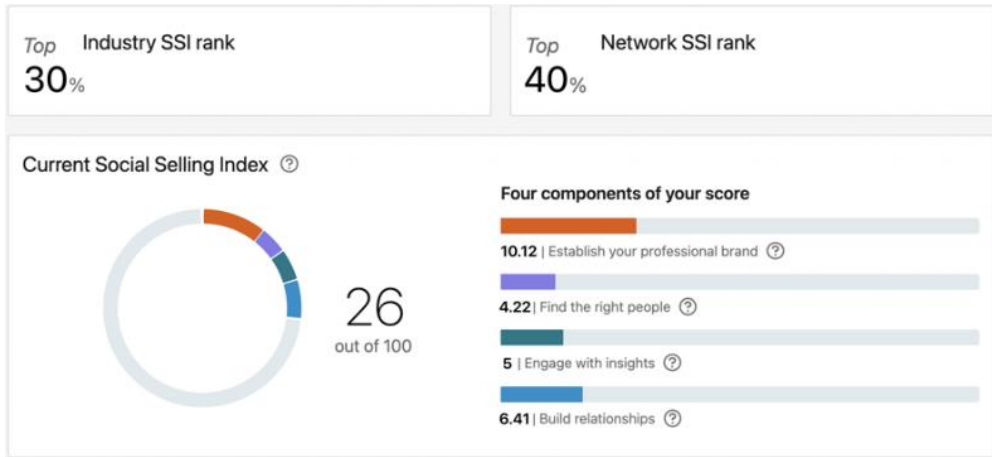 Top Industry SSI rank
30%
Top Network SSI rank
40%
Current Social Selling Index ?
26
out of 100
Four components of your score
10.12 | Establish your professional brand ?
4.22 | Find the right people ?
5 | Engage with insights ?
6.41 | Build relationships ?